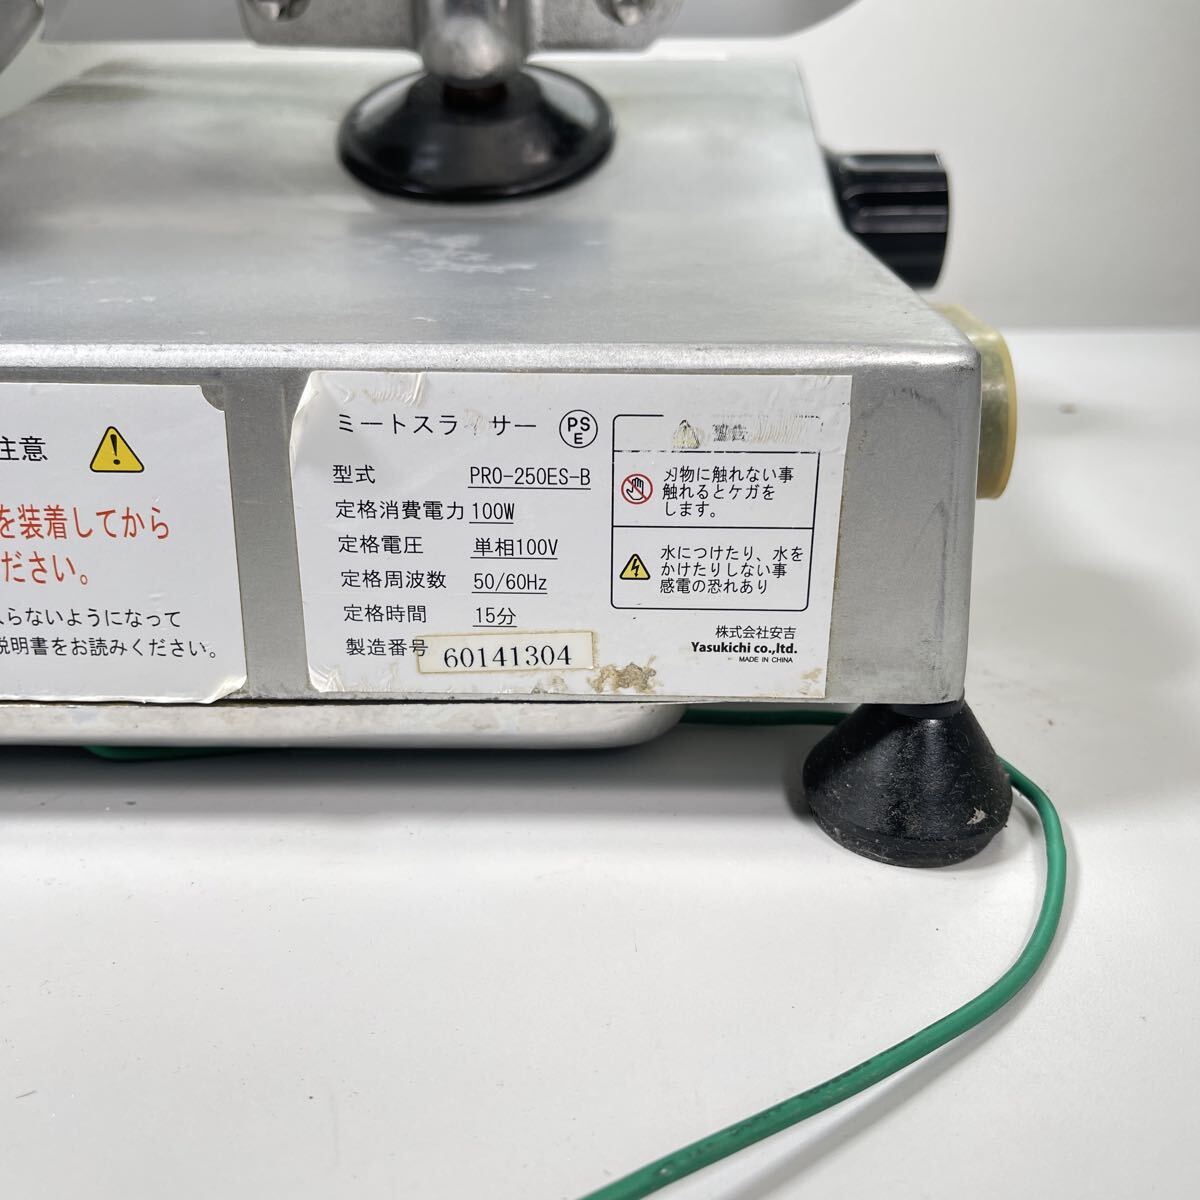 注意
を装着してから
ださい。
らないようになって
説明書をお読みください。
ミートスライサー
PS
E
型式 PRO-250ES-B
定格消費電力 100W
定格電圧 単相100V
定格周波数 50/60Hz
定格時間 15分
製造番号 60141304
警告
刃物に触れない事
触れるとケガを
します。
水につけたり、水を
かけたりしない事
感電の恐れあり
株式会社安吉
Yasukichi co.,ltd.
MADE IN CHINA